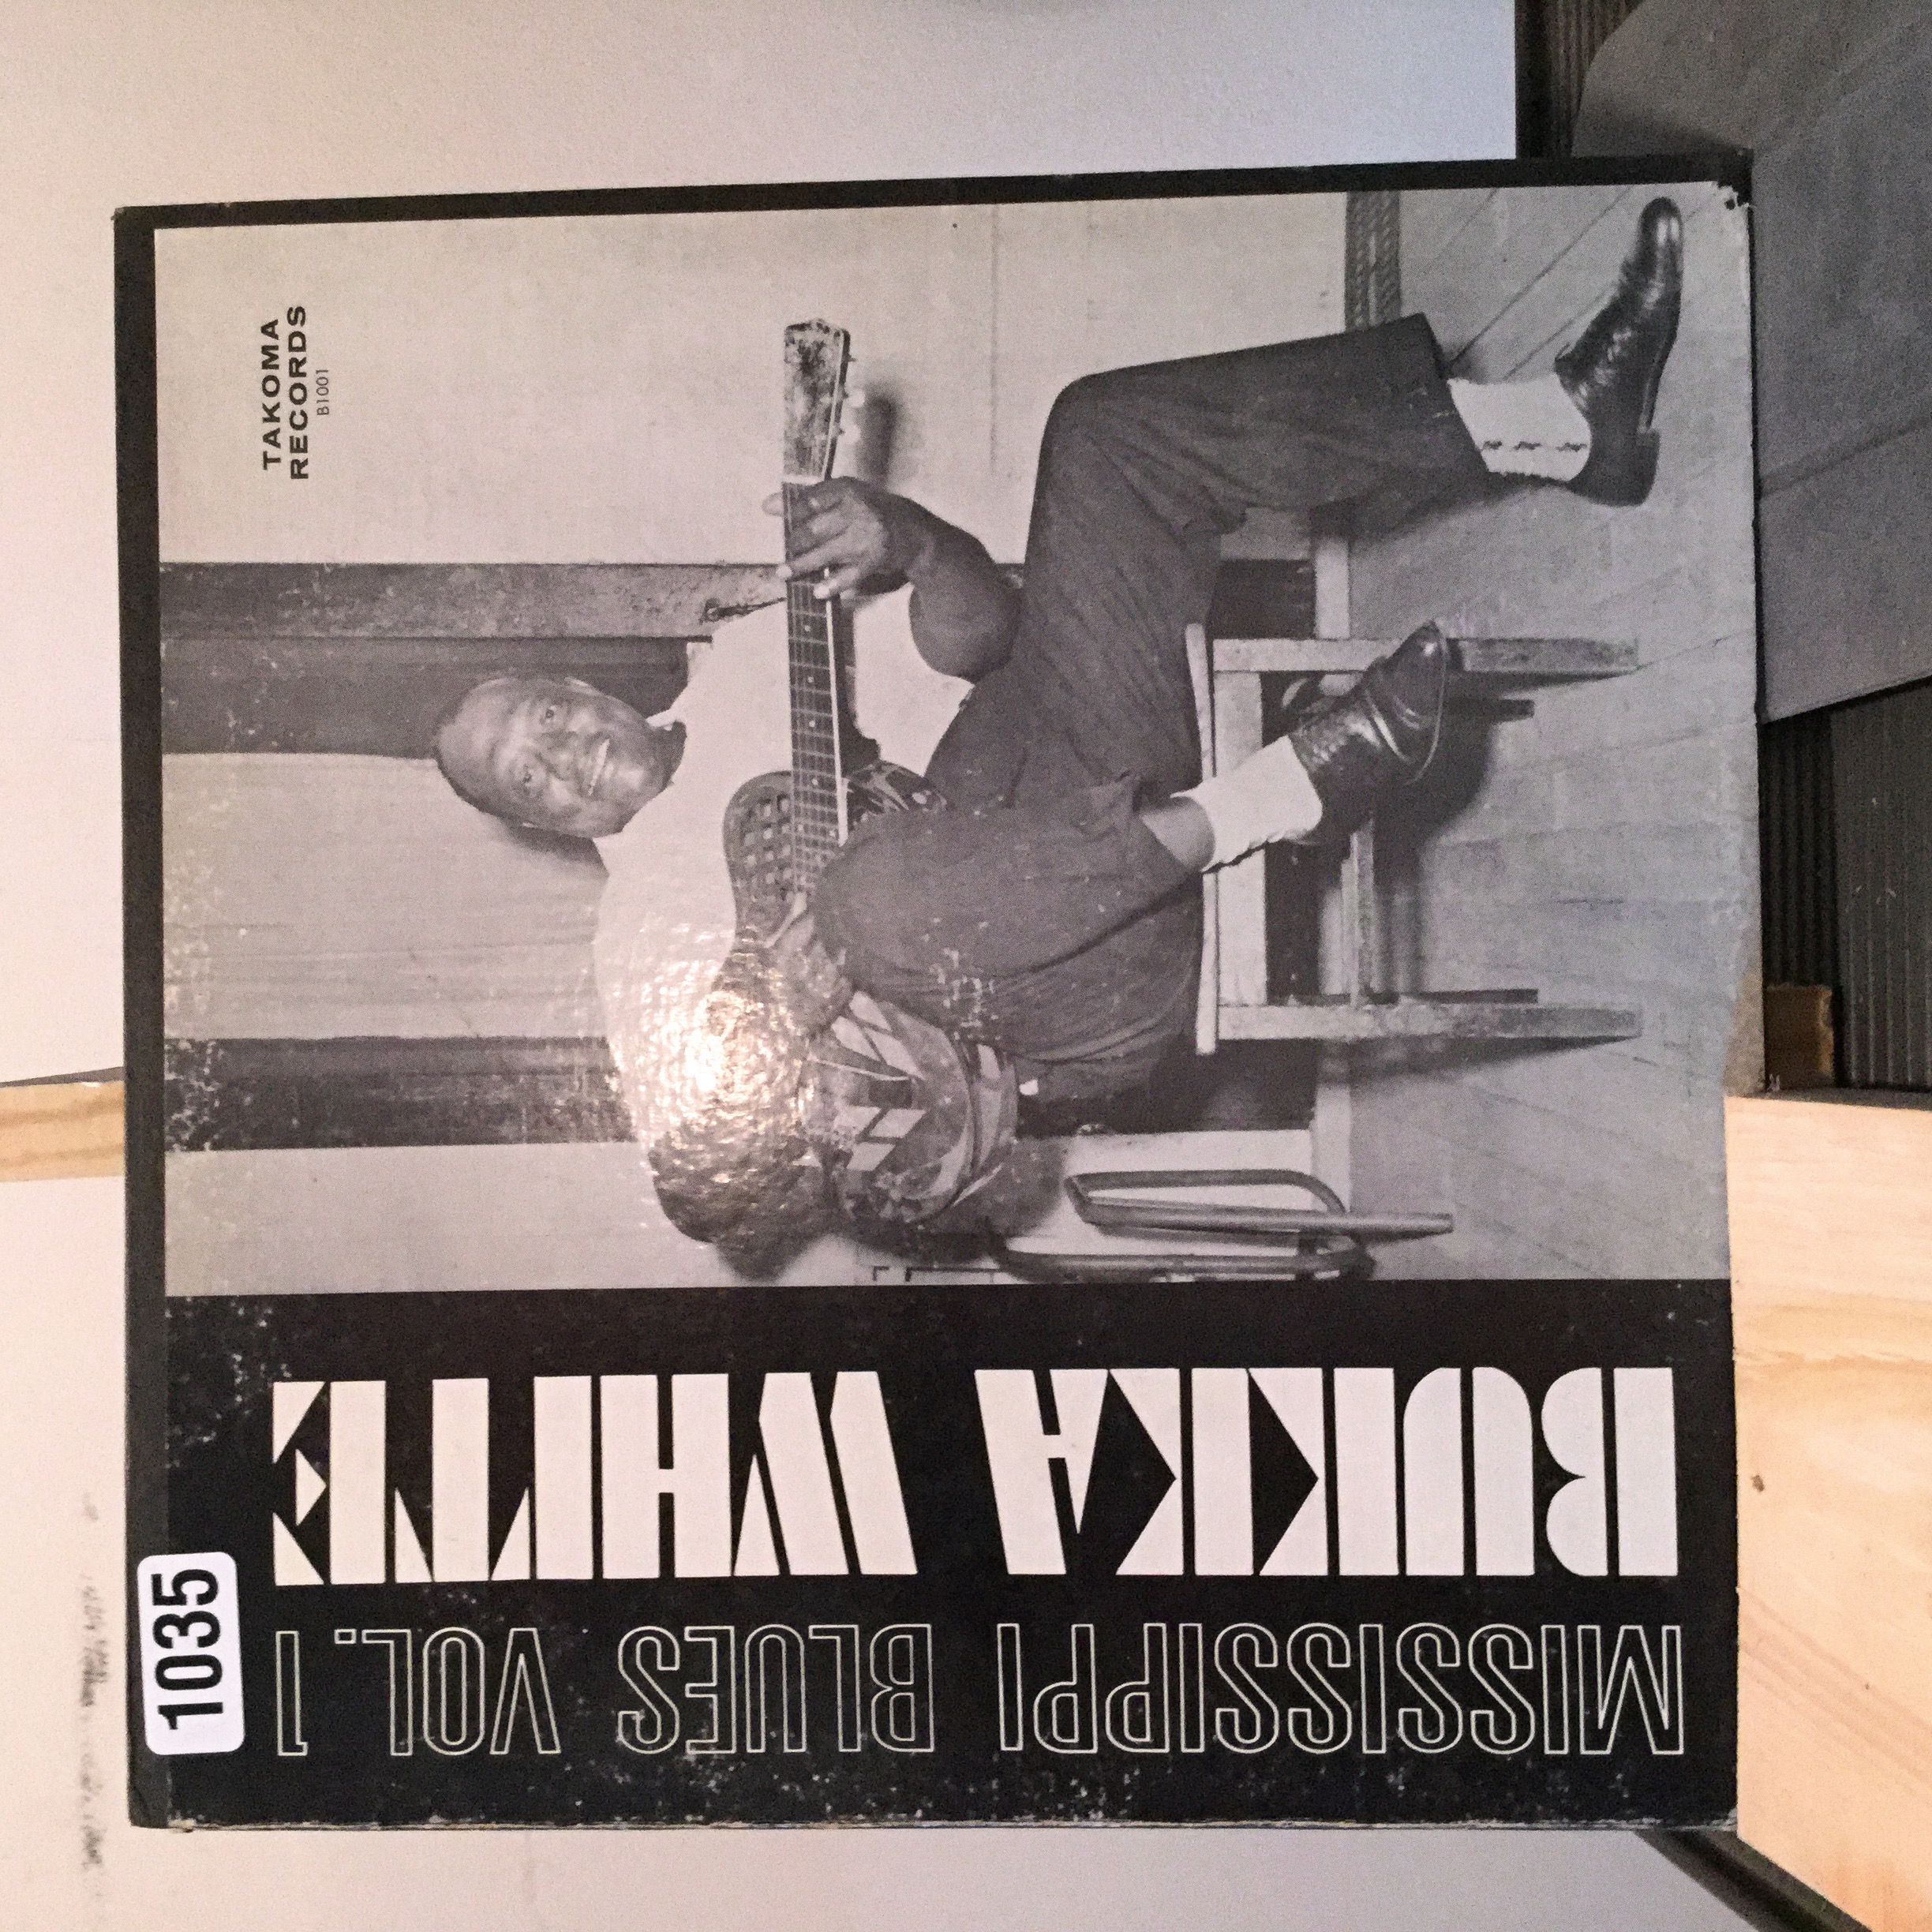 TAKOMA
RECORDS
B1001
BUKKA WHITE
MISSISSIPPI BLUES VOL. 1
1035